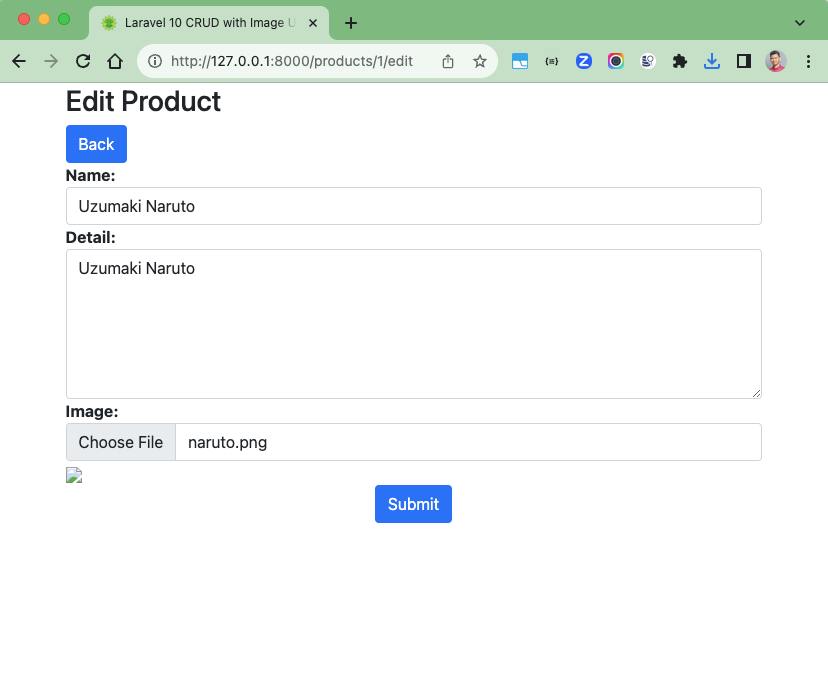 Laravel 10 CRUD with Image U
http://127.0.0.1:8000/products/1/edit
Edit Product
Back
Name:
Uzumaki Naruto
Detail:
Uzumaki Naruto
Image:
Choose File naruto.png
Submit